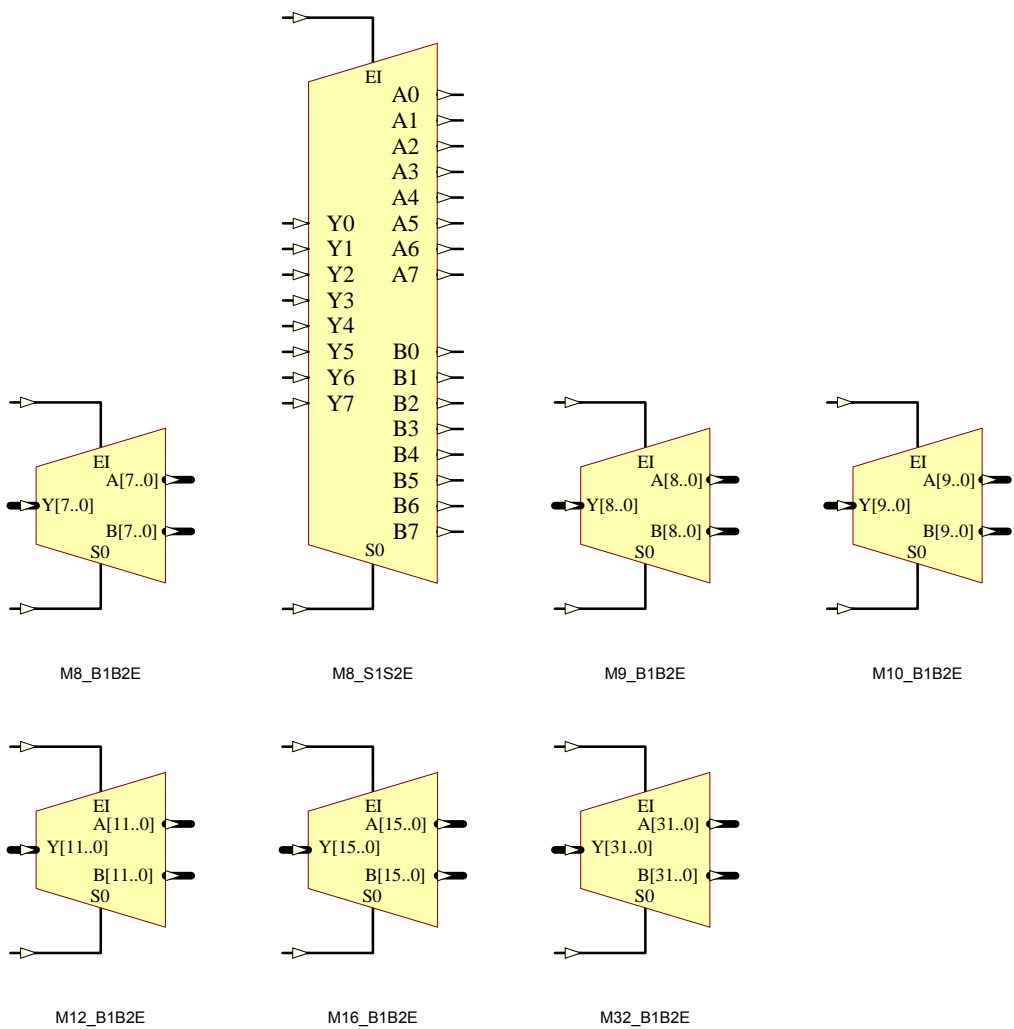 EI
A0
A1
A2
A3
A4
Y0 A5
Y1 A6
Y2 A7
Y3
Y4
Y5 B0
Y6 B1
Y7 B2
B3
B4
B5
B6
B7
S0
M8_S1S2E
EI
A[7..0]
Y[7..0]
B[7..0]
S0
M8_B1B2E
EI
A[8..0]
Y[8..0]
B[8..0]
S0
M9_B1B2E
EI
A[9..0]
Y[9..0]
B[9..0]
S0
M10_B1B2E
EI
A[11..0]
Y[11..0]
B[11..0]
S0
M12_B1B2E
EI
A[15..0]
Y[15..0]
B[15..0]
S0
M16_B1B2E
EI
A[31..0]
Y[31..0]
B[31..0]
S0
M32_B1B2E